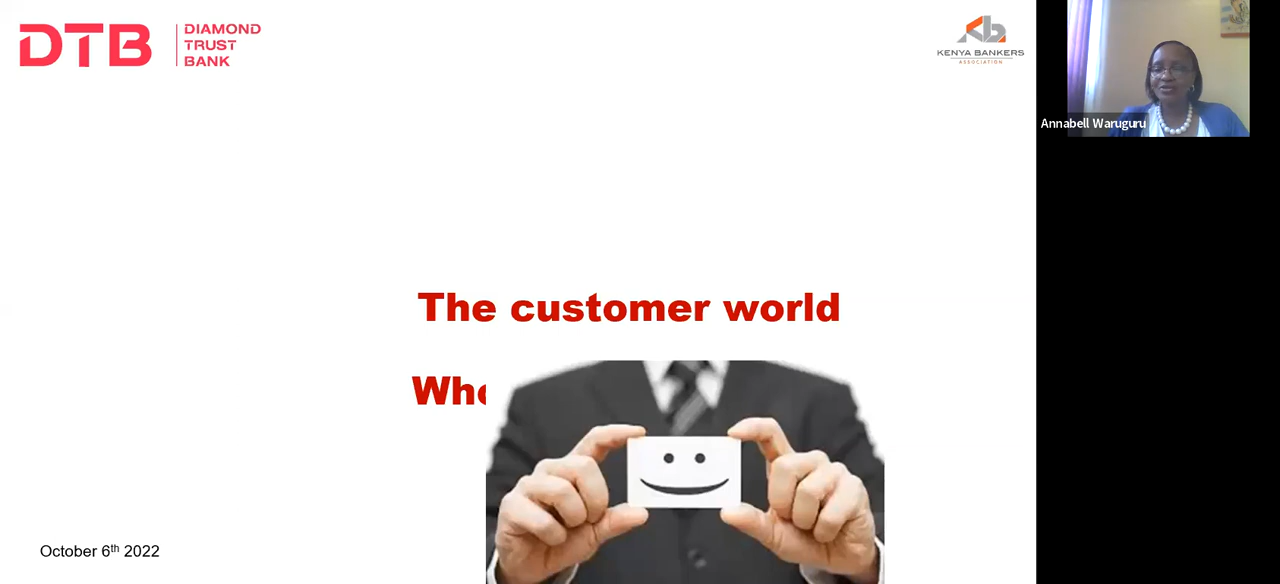 DTB
DIAMOND
TRUST
BANK
KENYA BANKERS
ASSOCIATION
Annabell Waruguru
The customer world
October 6th 2022